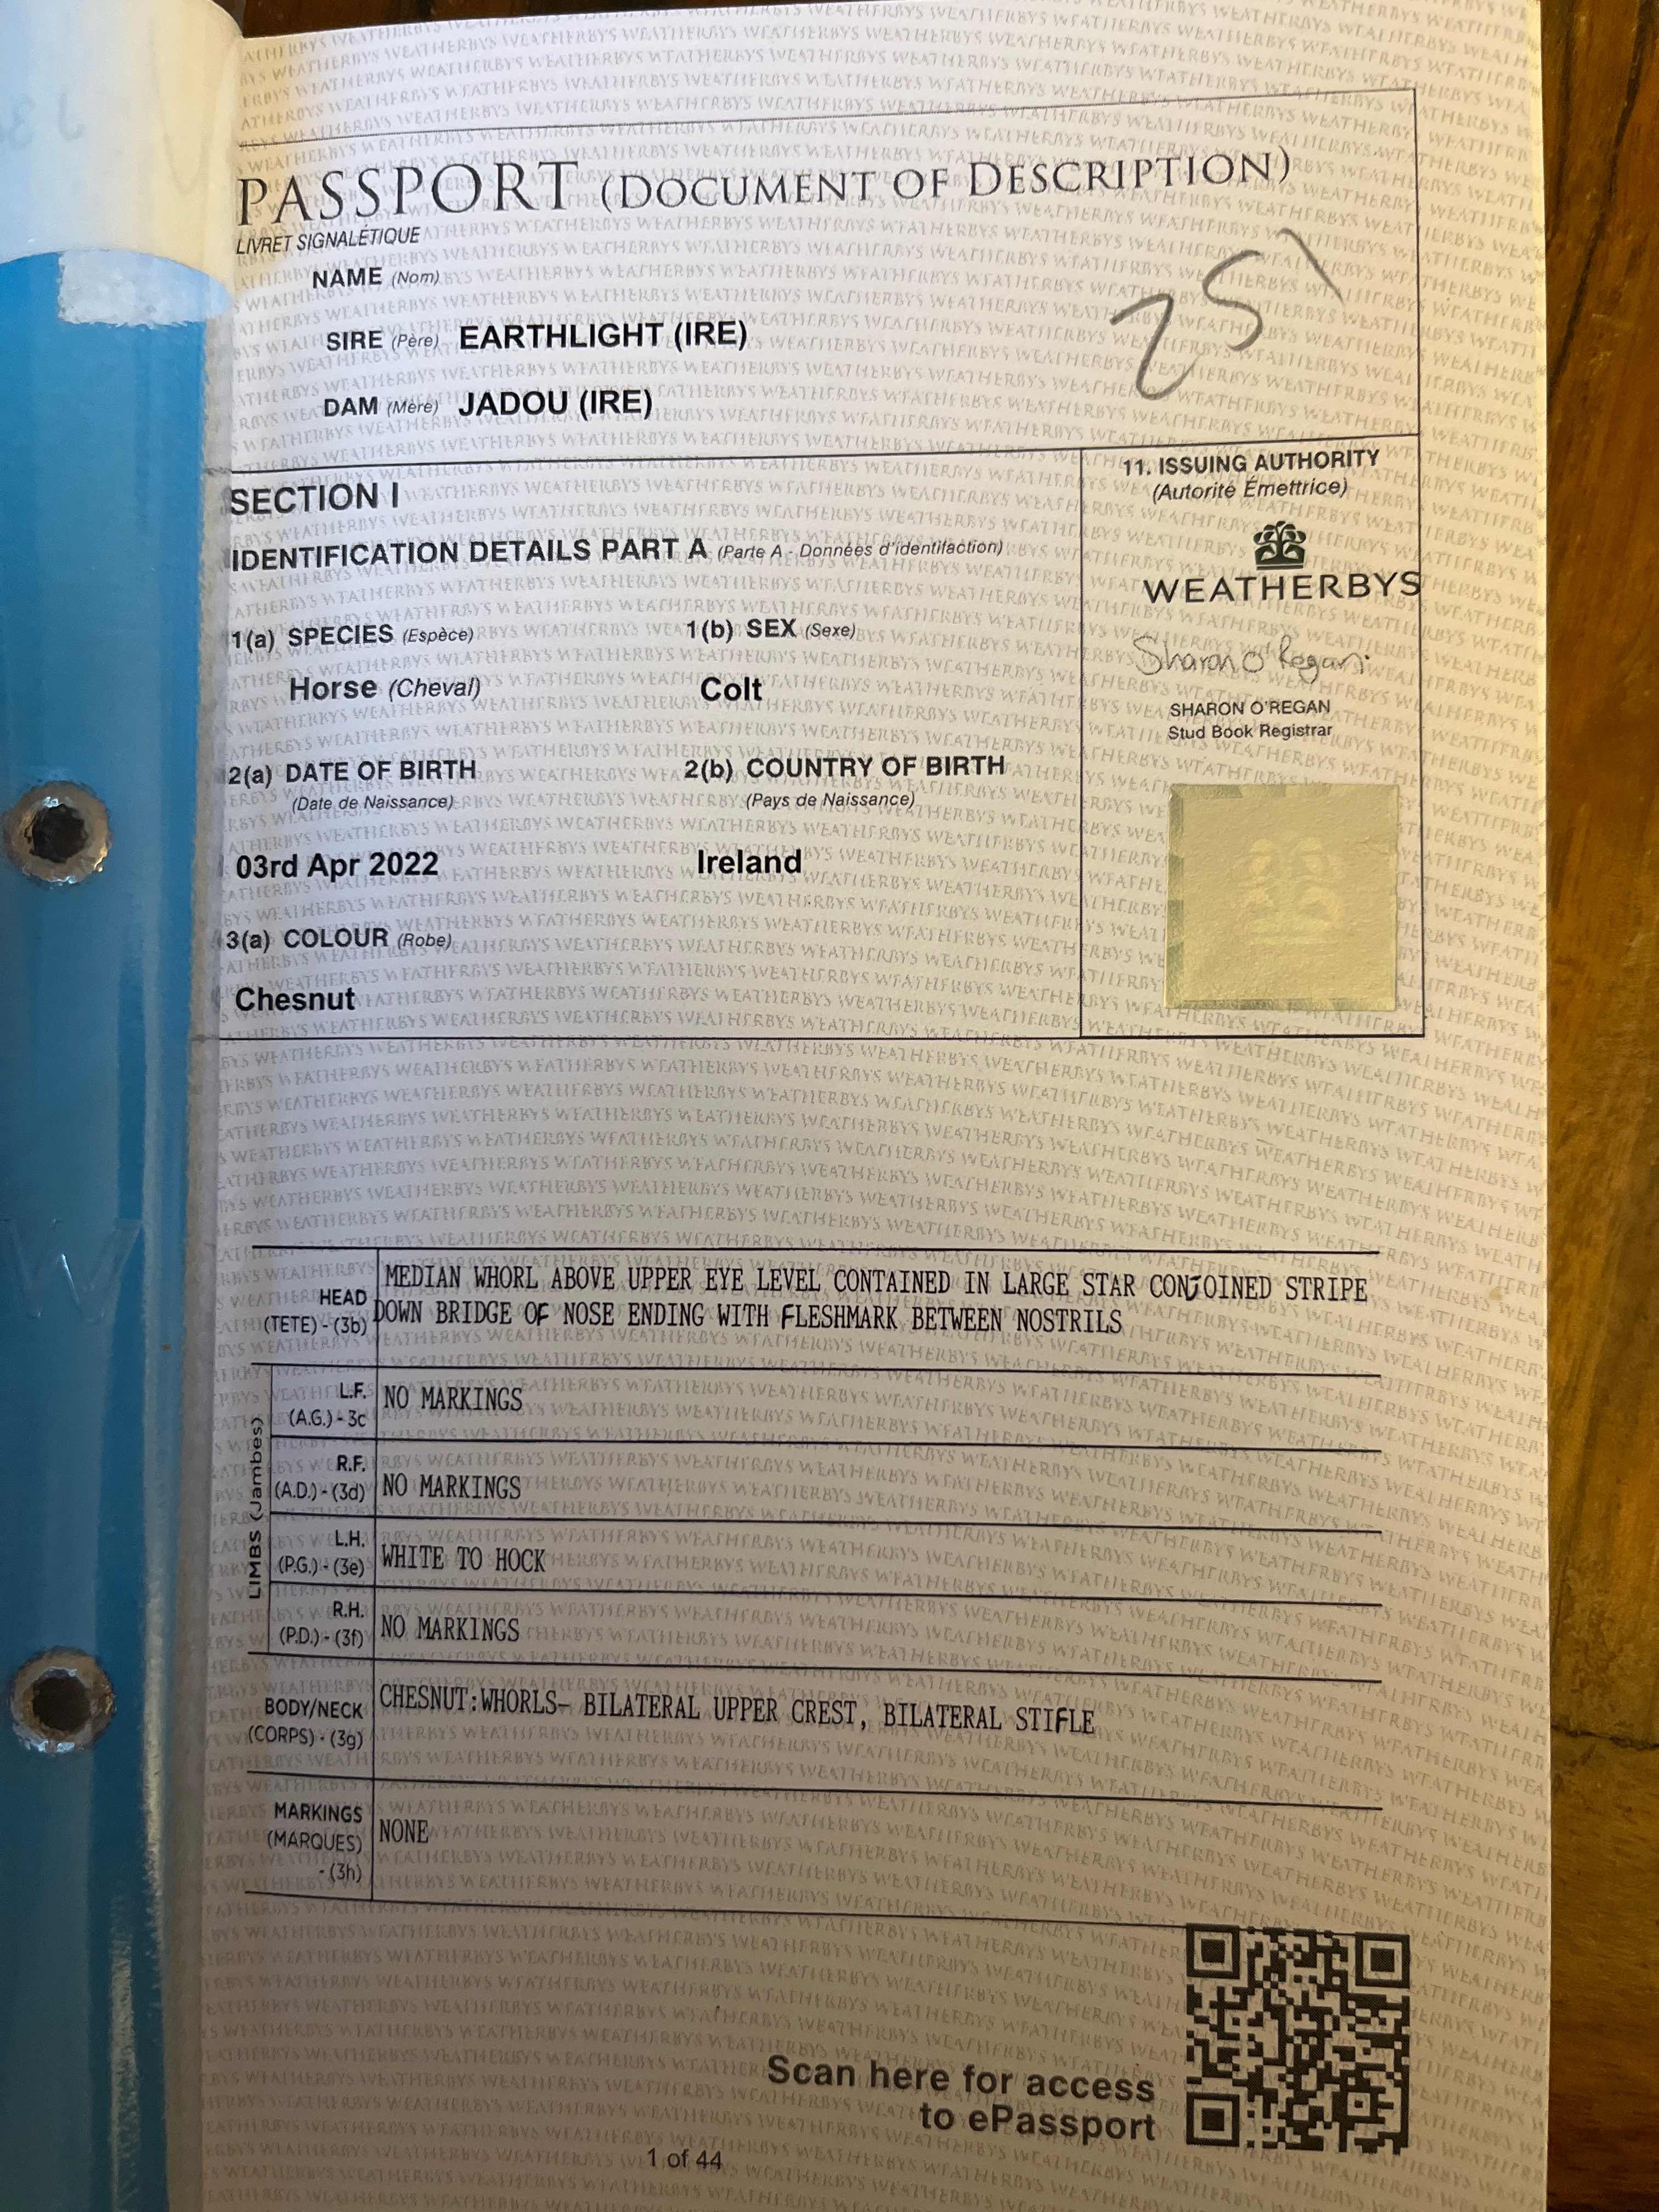 PASSPORT (DOCUMENT OF DESCRIPTION)
LIVRET SIGNALÉTIQUE
NAME (Nom)
SIRE (Père) EARTHLIGHT (IRE)
DAM (Mère) JADOU (IRE)
SECTION I
IDENTIFICATION DETAILS PART A (Parte A - Données d'identifaction)
1(a) SPECIES (Espèce) 1(b) SEX (Sexe)
Horse (Cheval) Colt
2(a) DATE OF BIRTH 2(b) COUNTRY OF BIRTH
(Date de Naissance) (Pays de Naissance)
03rd Apr 2022 Ireland
3(a) COLOUR (Robe)
Chesnut
11. ISSUING AUTHORITY
(Autorité Émettrice)
WEATHERBYS
Sharon O'Regan
SHARON O'REGAN
Stud Book Registrar
HEAD
(TETE) - (3b)
MEDIAN WHORL ABOVE UPPER EYE LEVEL CONTAINED IN LARGE STAR CONJOINED STRIPE
DOWN BRIDGE OF NOSE ENDING WITH FLESHMARK BETWEEN NOSTRILS
LIMBS (Jambes)
L.F.
(A.G.) - 3c
NO MARKINGS
R.F.
(A.D.) - (3d)
NO MARKINGS
L.H.
(P.G.) - (3e)
WHITE TO HOCK
R.H.
(P.D.) - (3f)
NO MARKINGS
BODY/NECK
(CORPS) - (3g)
CHESNUT:WHORLS- BILATERAL UPPER CREST, BILATERAL STIFLE
MARKINGS
(MARQUES)
- (3h)
NONE
Scan here for access
to ePassport
1 of 44